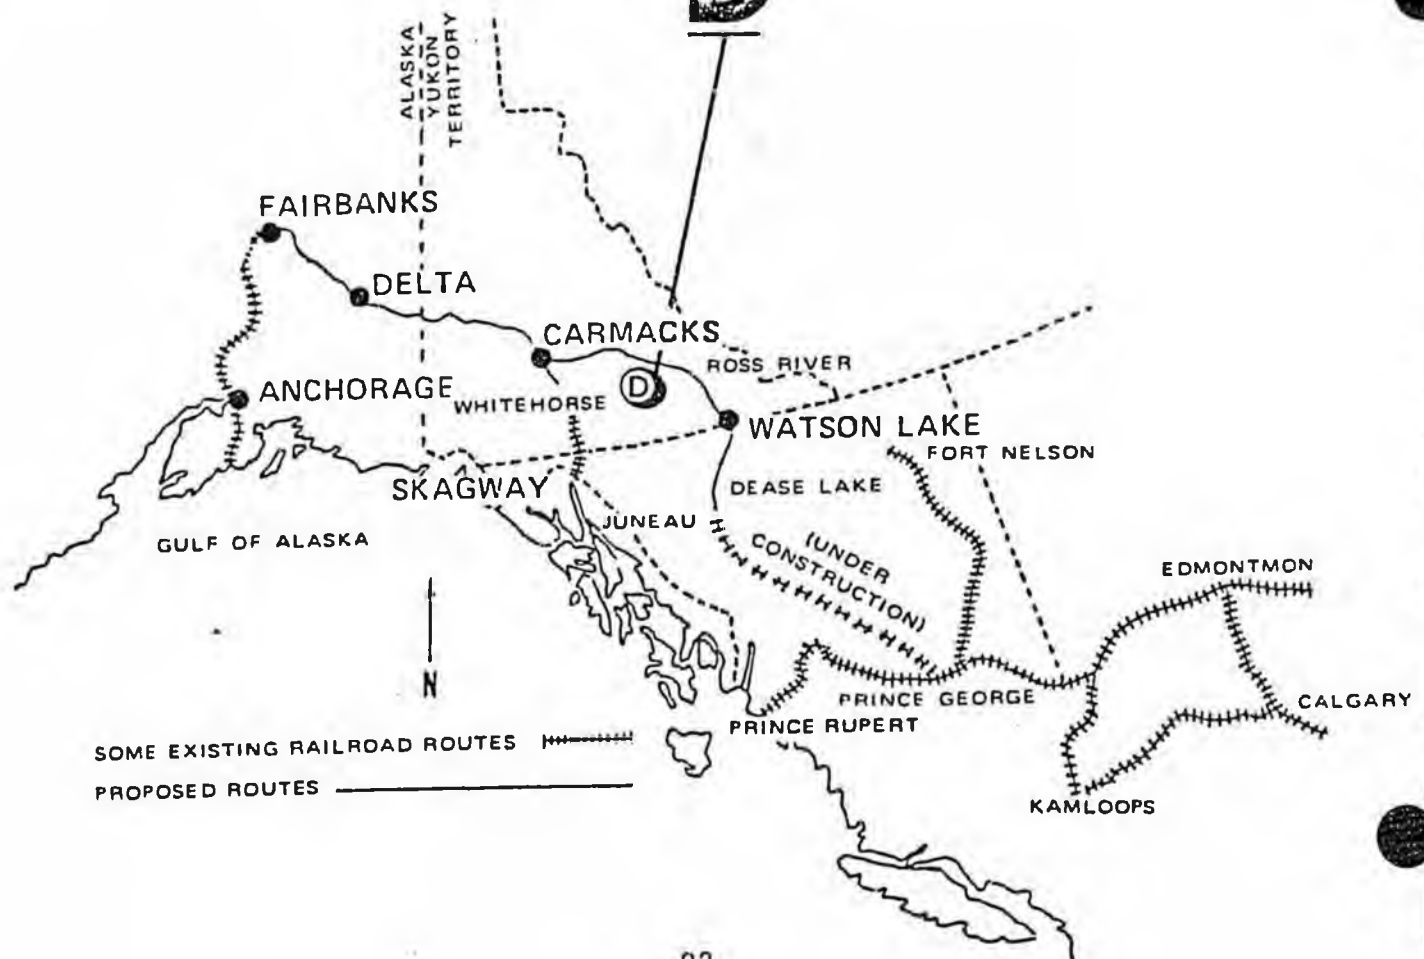 ALASKA
YUKON
TERRITORY
FAIRBANKS
DELTA
CARMACKS
ROSS RIVER
D
ANCHORAGE
WHITEHORSE
WATSON LAKE
FORT NELSON
SKAGWAY
DEASE LAKE
JUNEAU
GULF OF ALASKA
(UNDER
CONSTRUCTION)
EDMONTMON
N
PRINCE GEORGE
CALGARY
PRINCE RUPERT
SOME EXISTING RAILROAD ROUTES
PROPOSED ROUTES
KAMLOOPS